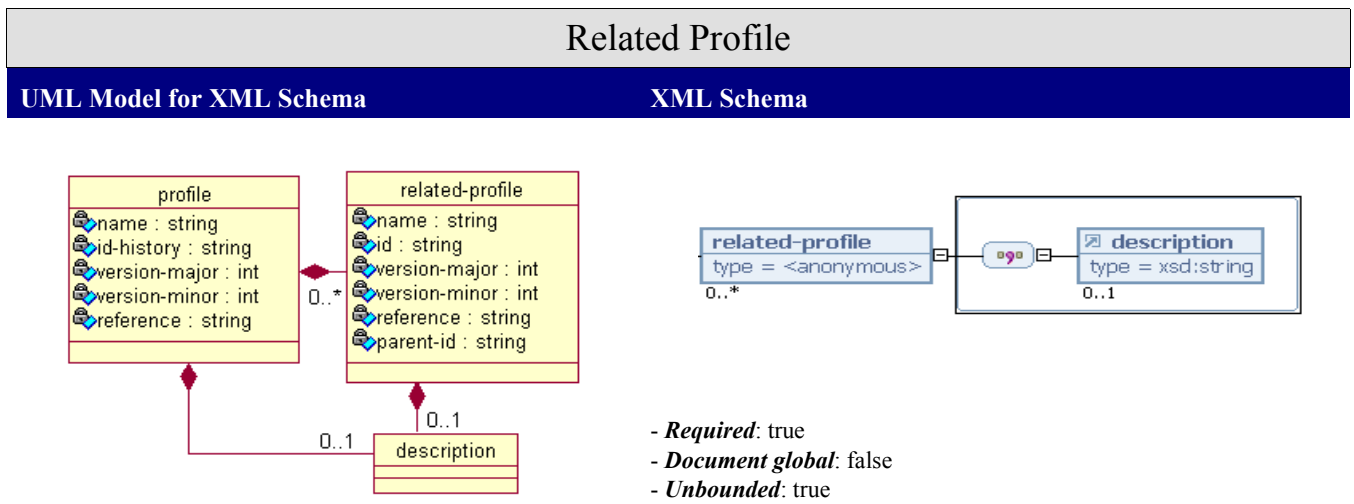 Related Profile
UML Model for XML Schema
XML Schema
profile
name : string
id-history : string
version-major : int
version-minor : int
reference : string
0..*
related-profile
name : string
id : string
version-major : int
version-minor : int
reference : string
parent-id : string
0..1
0..1
description
related-profile
type = <anonymous>
0..*
description
type = xsd:string
0..1
- Required: true
- Document global: false
- Unbounded: true